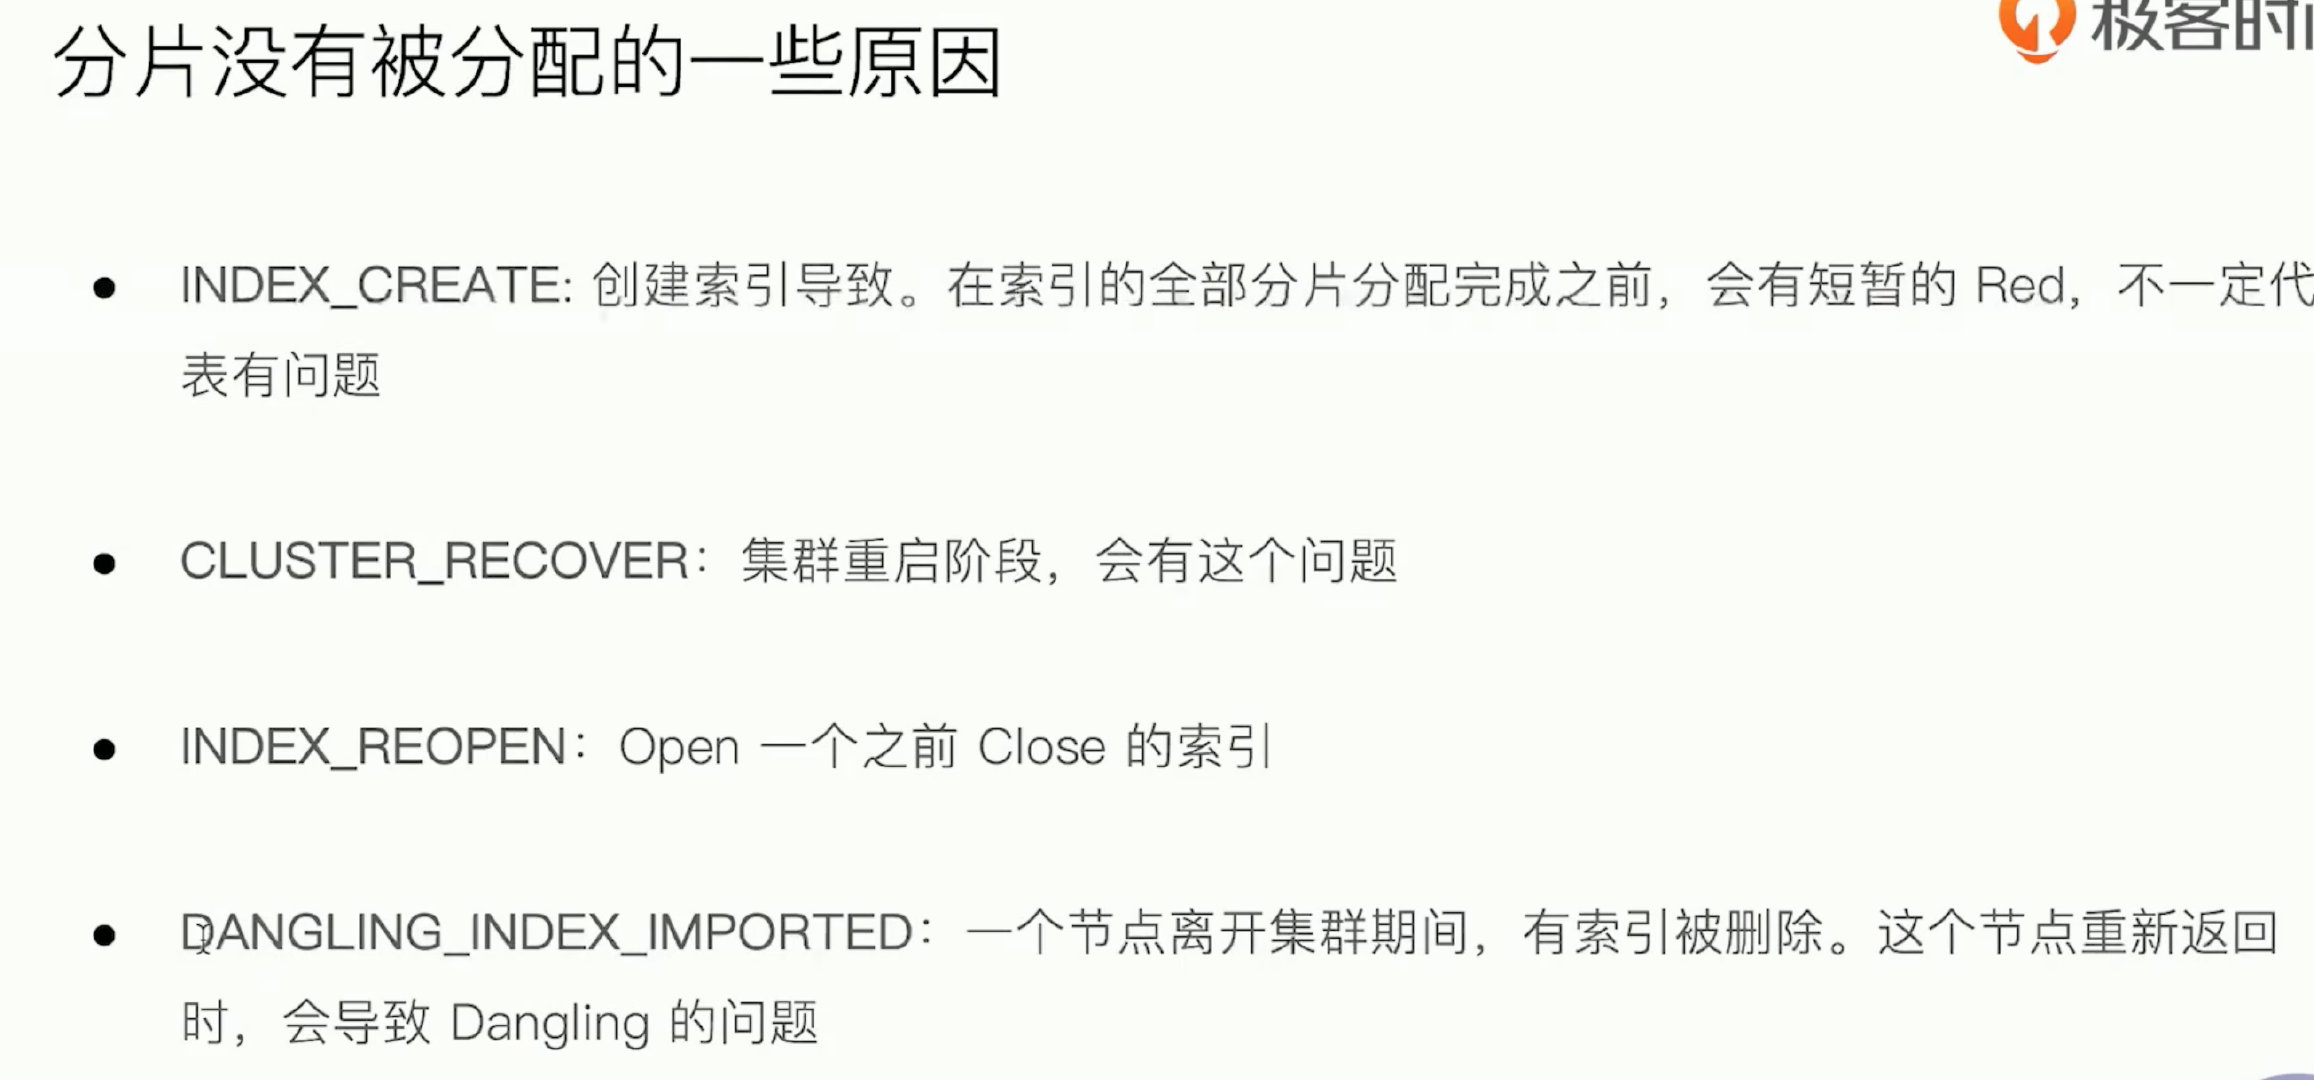 分片没有被分配的一些原因
极客时
● INDEX_CREATE: 创建索引导致。在索引的全部分片分配完成之前，会有短暂的 Red，不一定代
表有问题
● CLUSTER_RECOVER：集群重启阶段，会有这个问题
● INDEX_REOPEN：Open 一个之前 Close 的索引
● DANGLING_INDEX_IMPORTED：一个节点离开集群期间，有索引被删除。这个节点重新返回
时，会导致 Dangling 的问题